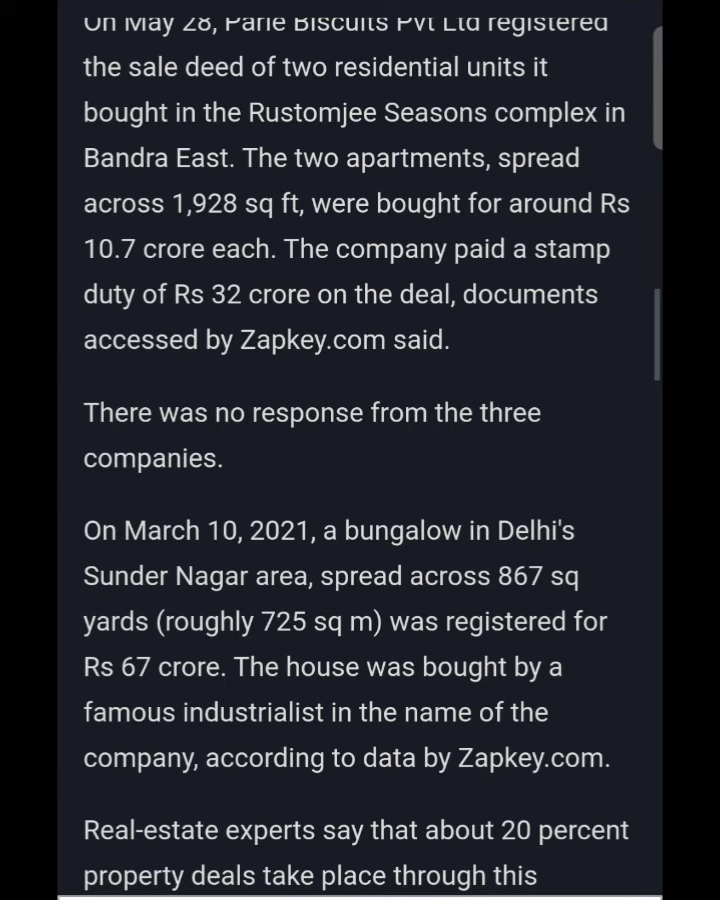 On May 28, Parle Biscuits Pvt Ltd registered
the sale deed of two residential units it
bought in the Rustomjee Seasons complex in
Bandra East. The two apartments, spread
across 1,928 sq ft, were bought for around Rs
10.7 crore each. The company paid a stamp
duty of Rs 32 crore on the deal, documents
accessed by Zapkey.com said.
There was no response from the three
companies.
On March 10, 2021, a bungalow in Delhi's
Sunder Nagar area, spread across 867 sq
yards (roughly 725 sq m) was registered for
Rs 67 crore. The house was bought by a
famous industrialist in the name of the
company, according to data by Zapkey.com.
Real-estate experts say that about 20 percent
property deals take place through this